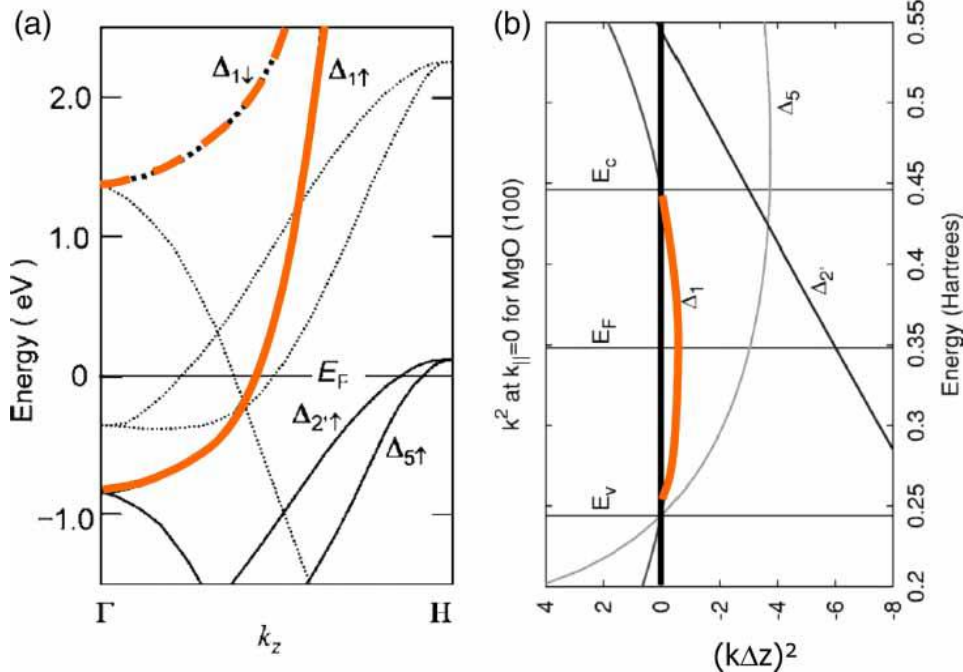 (a)
Δ1↓
Δ1↑
2.0
1.0
0
−1.0
Energy ( eV )
EF
Δ2'↑
Δ5↑
Γ
H
kz
(b)
k² at k||=0 for MgO (100)
Ec
EF
Ev
Δ5
Δ1
Δ2'
0.55
0.5
0.45
0.4
0.35
0.3
0.25
0.2
Energy (Hartrees)
4
2
0
-2
-4
-6
-8
(kΔz)²